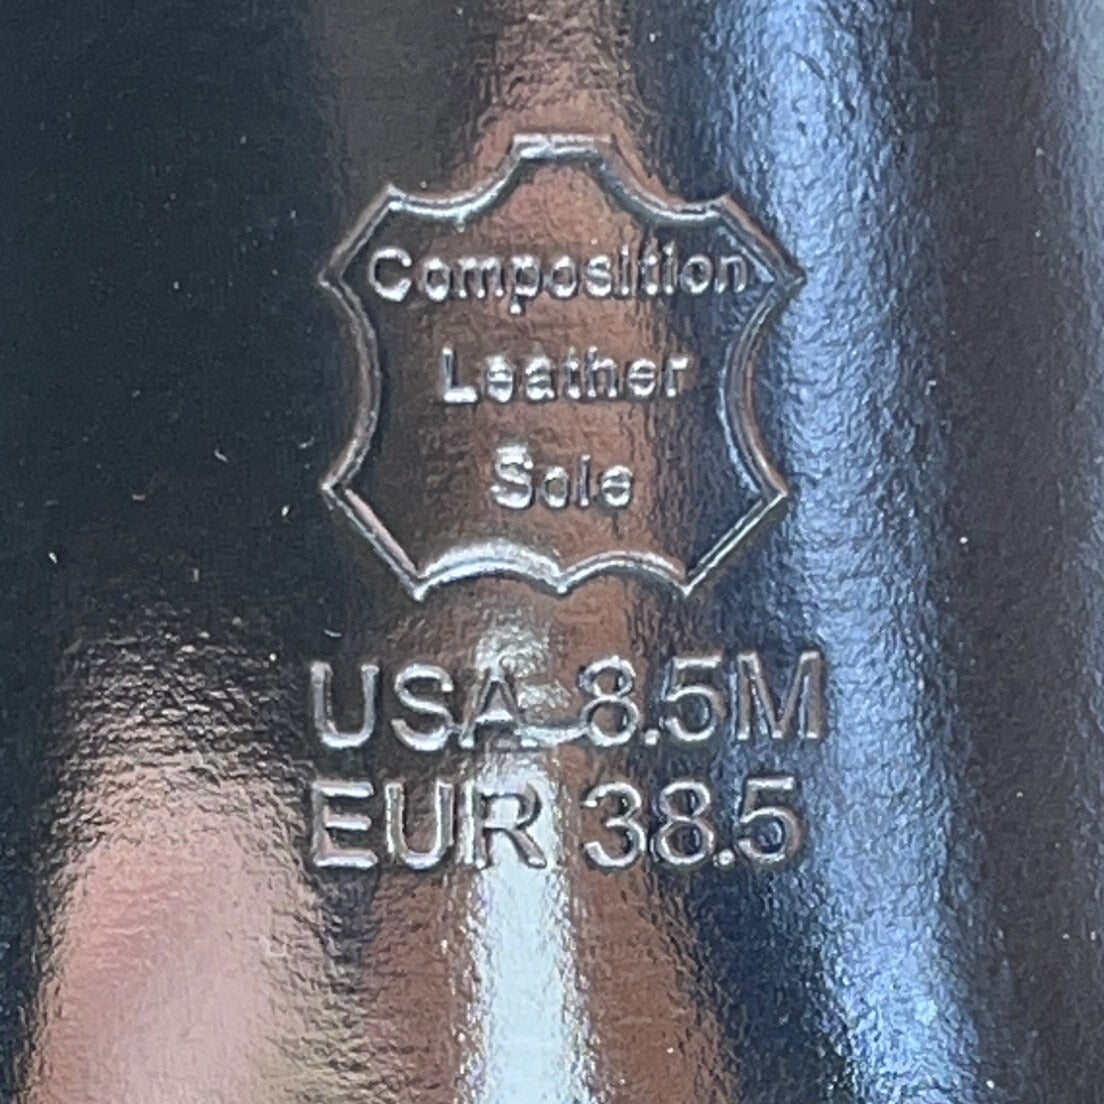 Composition
Leather
Sole
USA 8.5M
EUR 38.5